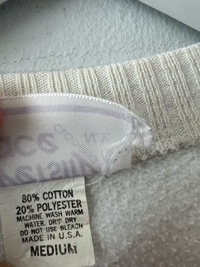 80% COTTON
20% POLYESTER
MACHINE WASH WARM
WATER DRIP DRY
DO NOT USE BLEACH
MADE IN U.S.A.
MEDIUM